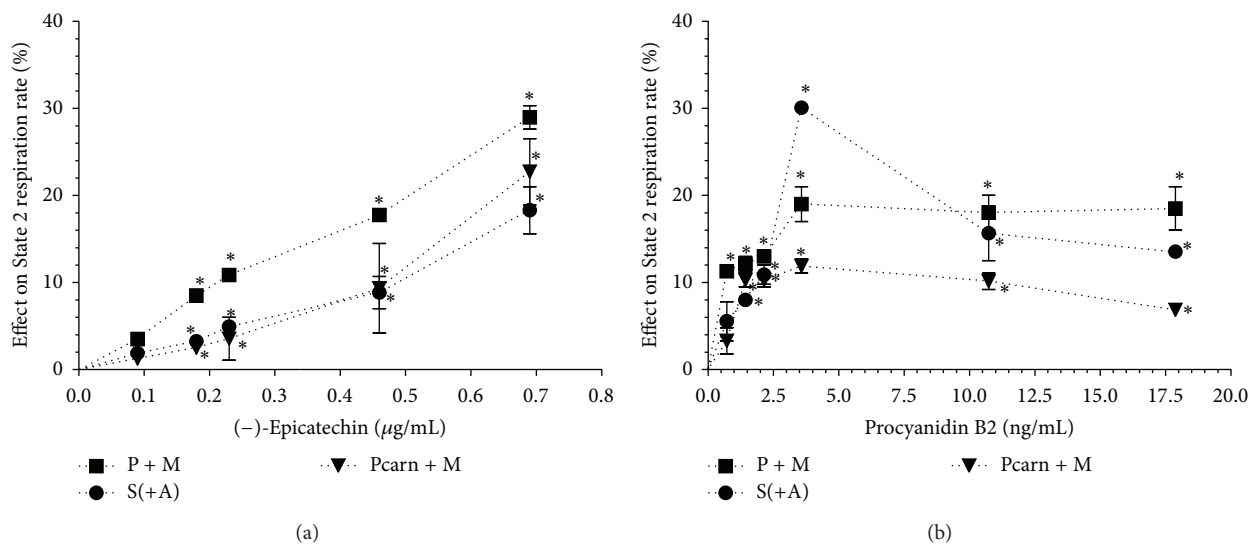 40
30
20
10
0
Effect on State 2 respiration rate (%)
0
0.1
0.2
0.3
0.4
0.5
0.6
0.7
0.8
(−)-Epicatechin (μg/mL)
P + M
Pcarn + M
S(+A)
(a)
40
30
20
10
0
Effect on State 2 respiration rate (%)
0.0
2.5
5.0
7.5
10.0
12.5
15.0
17.5
20.0
Procyanidin B2 (ng/mL)
P + M
Pcarn + M
S(+A)
(b)